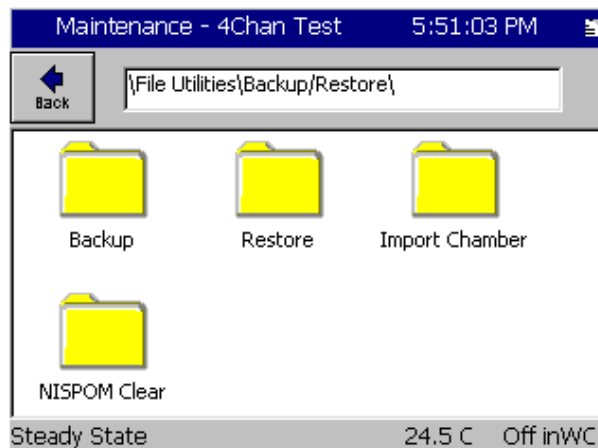 Maintenance - 4Chan Test 5:51:03 PM
Back
\File Utilities\Backup/Restore\
Backup Restore Import Chamber
NISPOM Clear
Steady State 24.5 C Off inWC